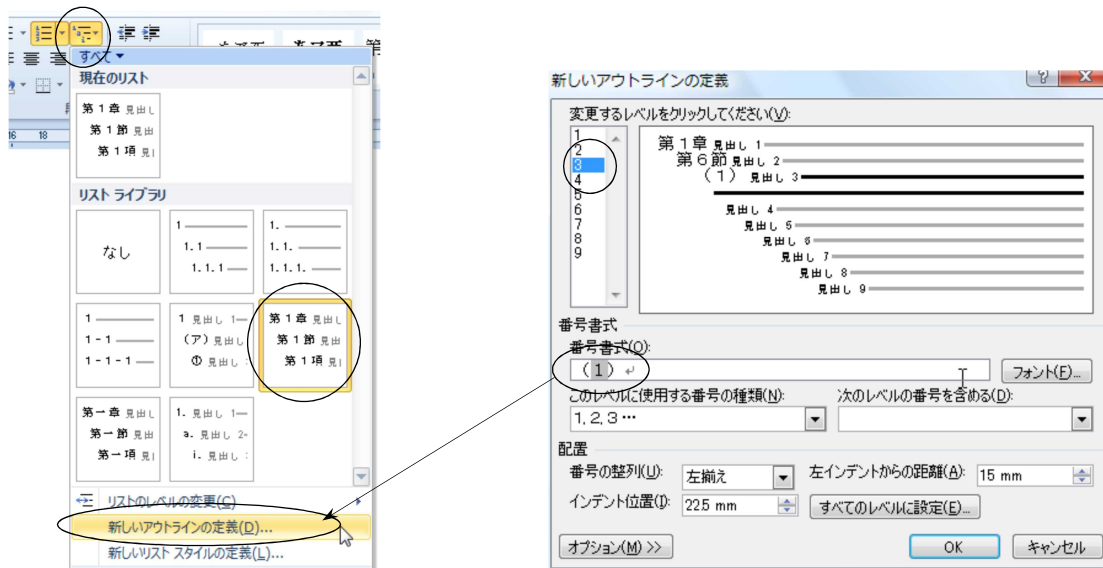 すべて
現在のリスト
第１章 見出し
第１節 見出
第１項 見
16 18
リスト ライブラリ
なし
1
1.1
1.1.1
1.
1.1.
1.1.1.
1
1-1
1-1-1
1 見出し 1
(ア) 見出し
① 見出し
第１章 見出し
第１節 見出
第１項 見
第一章 見出し
第一節 見出
第一項 見
1. 見出し 1
a. 見出し 2
i. 見出し
リストのレベルの変更(C)
新しいアウトラインの定義(D)...
新しいリスト スタイルの定義(L)...
新しいアウトラインの定義
変更するレベルをクリックしてください(V):
1
2
3
4
5
6
7
8
9
第１章 見出し 1
第６節 見出し 2
（１） 見出し 3
見出し 4
見出し 5
見出し 6
見出し 7
見出し 8
見出し 9
番号書式
番号書式(O):
（1）
フォント(F)...
このレベルに使用する番号の種類(N):
次のレベルの番号を含める(D):
1, 2, 3 …
配置
番号の整列(U):
左揃え
左インデントからの距離(A):
15 mm
インデント位置(I):
22.5 mm
すべてのレベルに設定(E)...
オプション(M) >>
OK
キャンセル